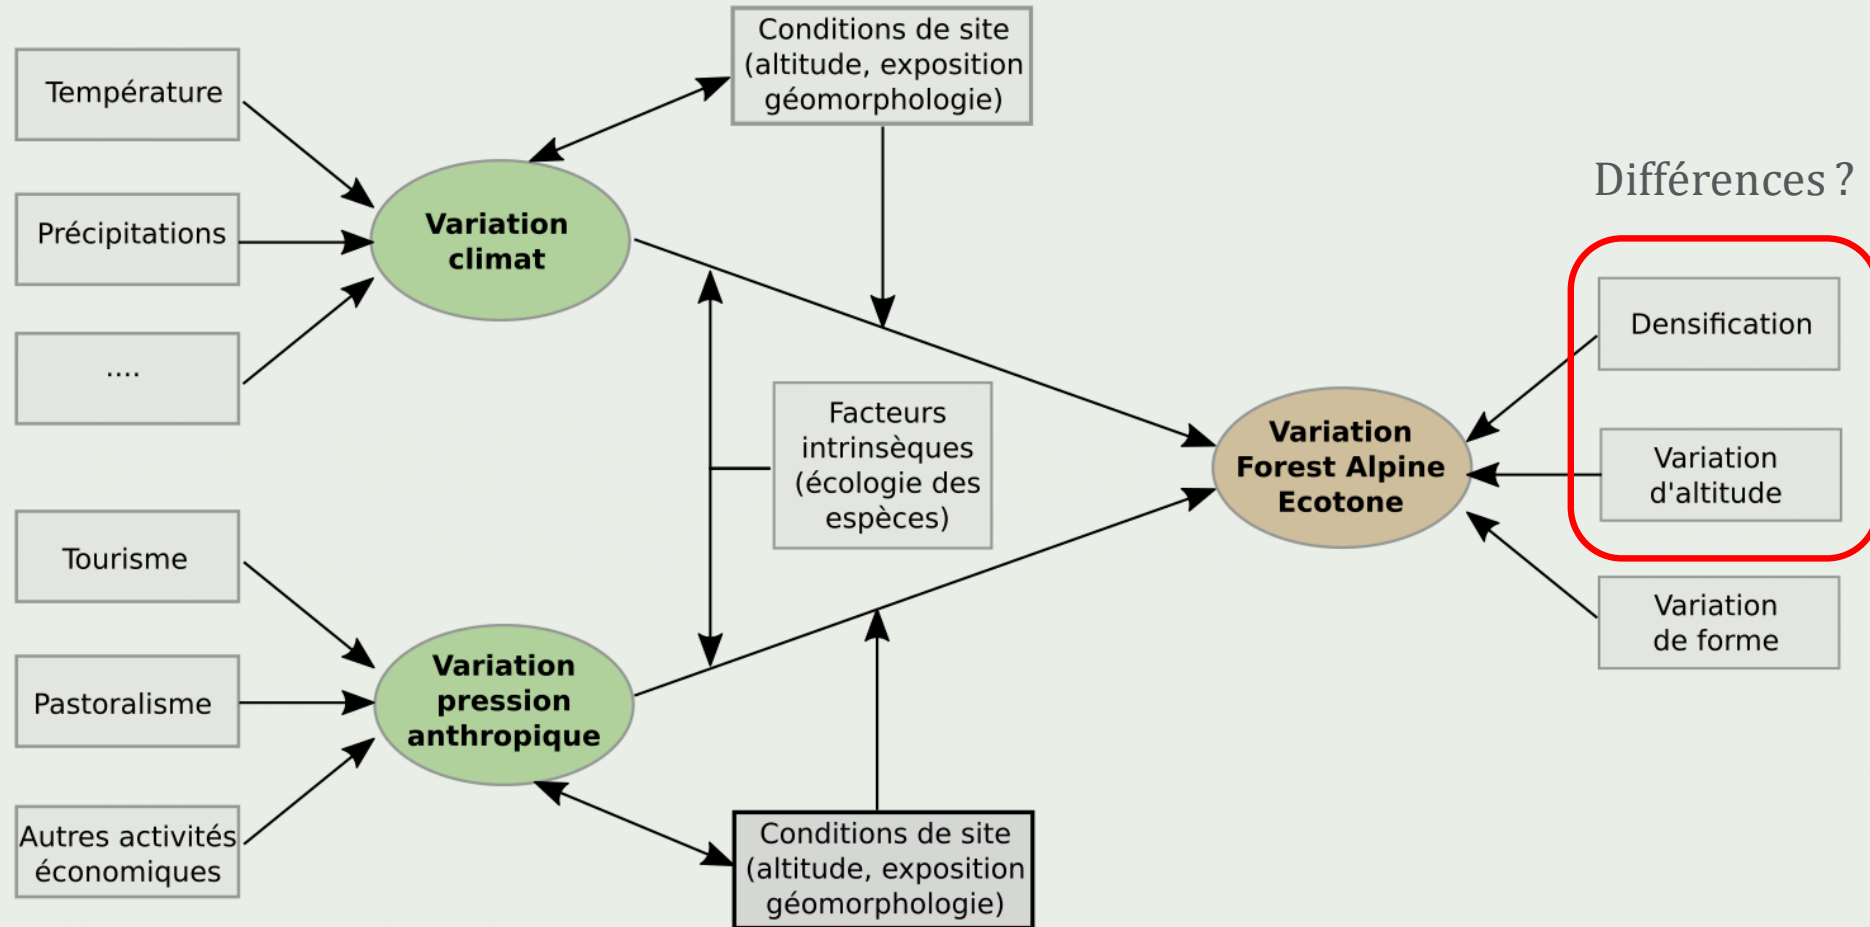 Conditions de site
(altitude, exposition
géomorphologie)
Température
Précipitations
....
Variation
climat
Différences ?
Densification
Variation
d'altitude
Variation
de forme
Facteurs
intrinsèques
(écologie des
espèces)
Variation
Forest Alpine
Ecotone
Tourisme
Pastoralisme
Autres activités
économiques
Variation
pression
anthropique
Conditions de site
(altitude, exposition
géomorphologie)